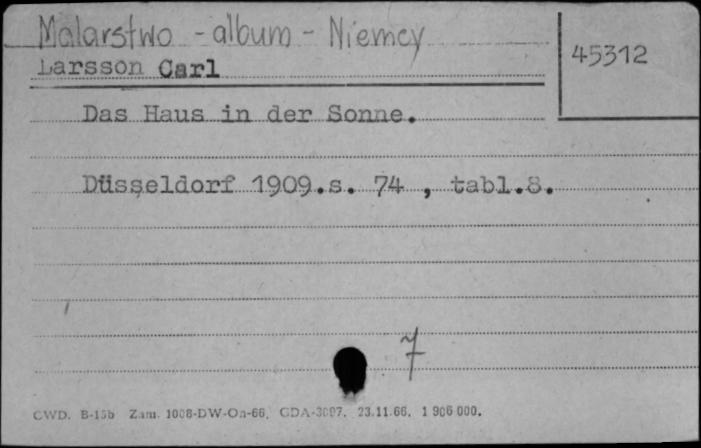 Malarstwo - album - Niemcy
45312
Larsson Carl
Das Haus in der Sonne.
Düsseldorf 1909.s. 74 , tabl.8.
7
CWD. B-15b Zam. 1008-DW-On-66. GDA-3097. 23.11.66. 1 906 000.